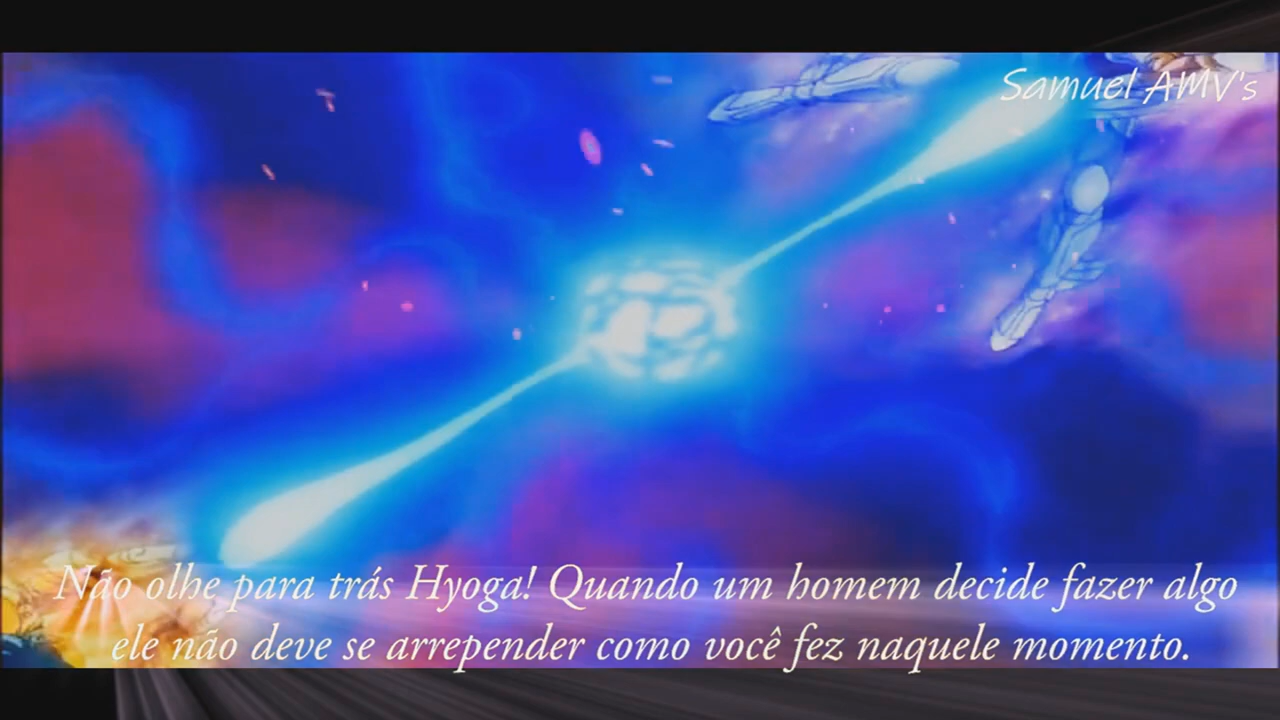 Samuel AMV's
Não olhe para trás Hyoga! Quando um homem decide fazer algo
ele não deve se arrepender como você fez naquele momento.